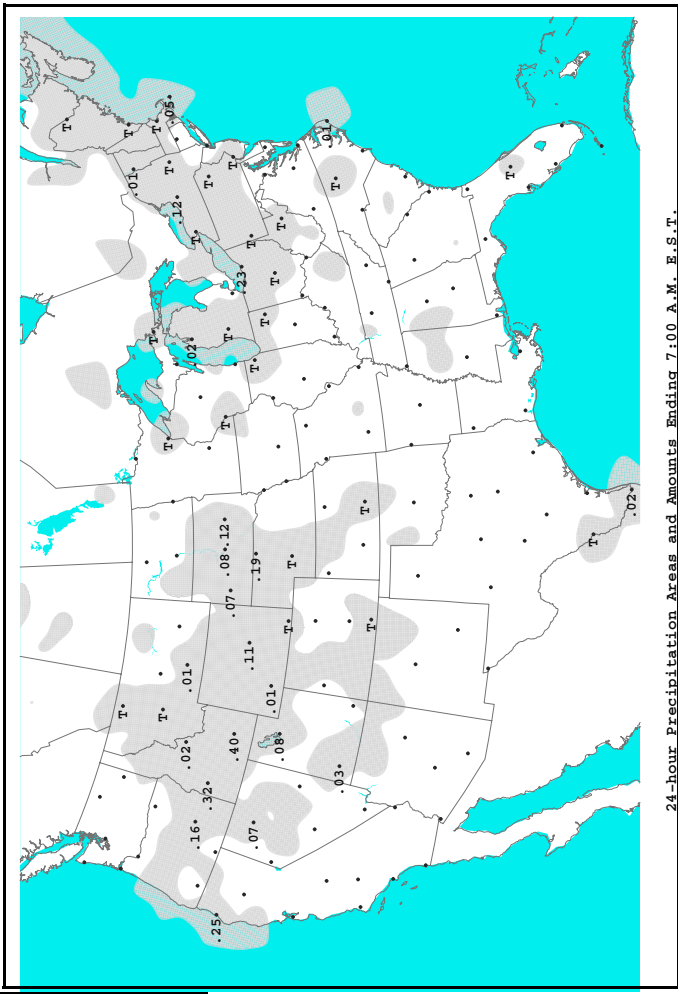 T
T
T
.01
T
T
T
T
T
.05
.12
.02
.01
.02
.16
T
.32
T
.25
.12
.08
T
T
.07
T
.40
.23
.11
T
.07
T
.19
T
.01
T
.08
T
T
T
.01
T
.03
T
T
T
T
.02
24-hour Precipitation Areas and Amounts Ending 7:00 A.M. E.S.T.